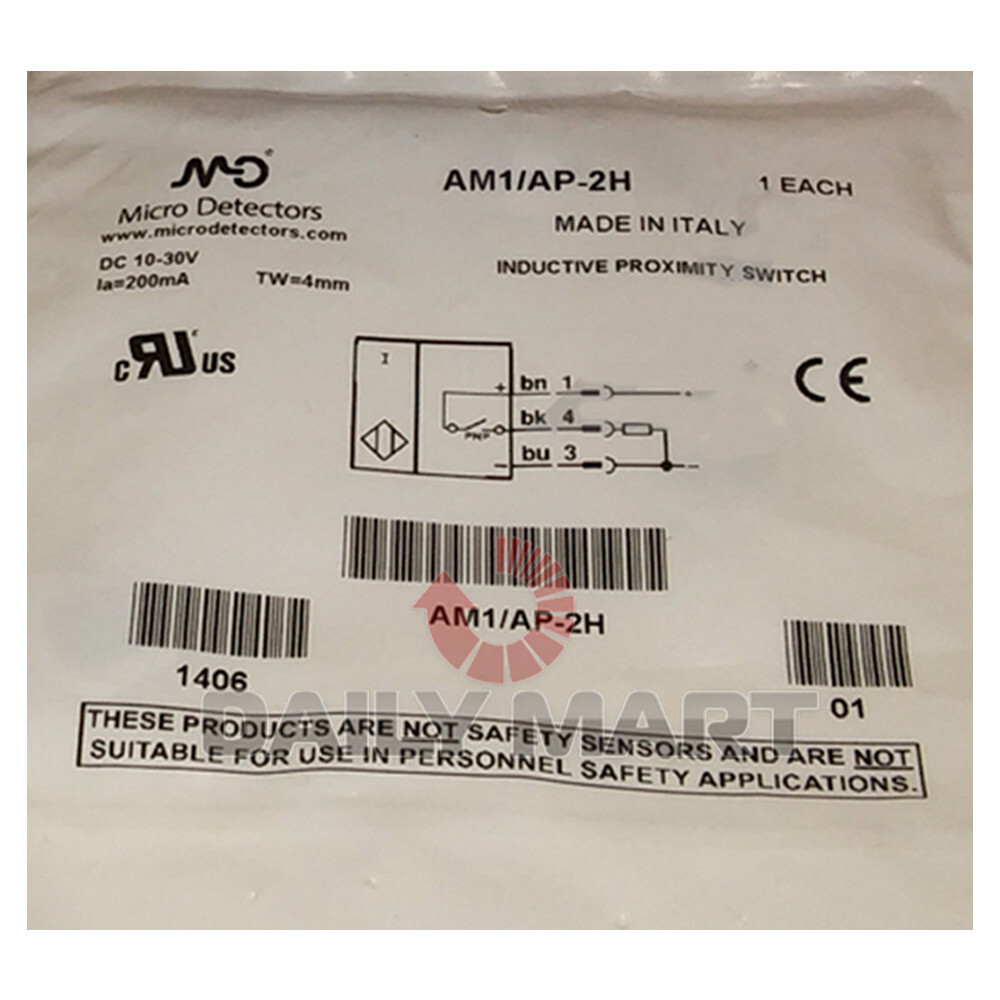 MD®
Micro Detectors
www.microdetectors.com
DC 10-30V
Ia=200mA TW=4mm
AM1/AP-2H 1 EACH
MADE IN ITALY
INDUCTIVE PROXIMITY SWITCH
c RU US
CE
I
+ bn 1 +
PNP bk 4
- bu 3 -
AM1/AP-2H
1406
01
DAILY MART
THESE PRODUCTS ARE NOT SAFETY SENSORS AND ARE NOT
SUITABLE FOR USE IN PERSONNEL SAFETY APPLICATIONS.